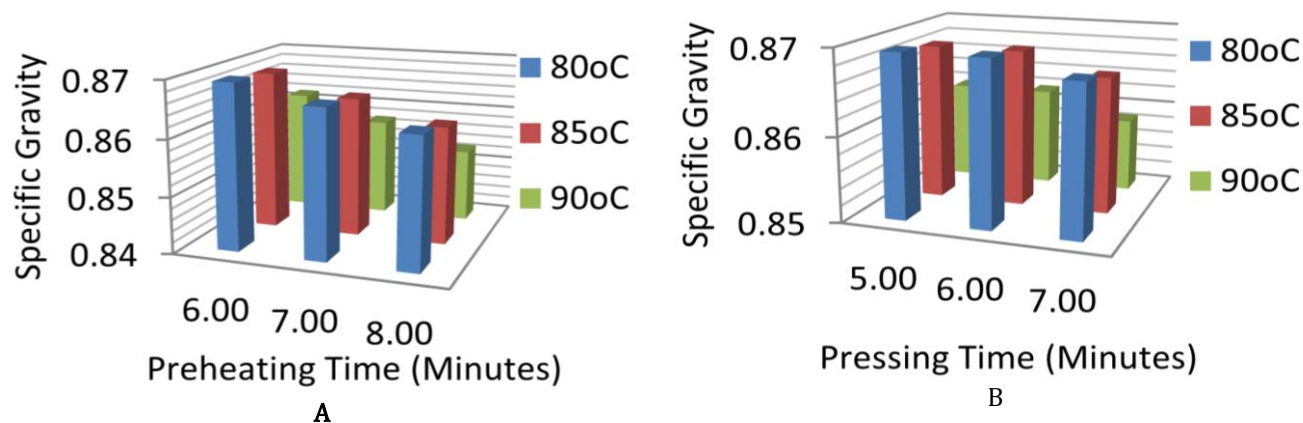 Specific Gravity
0.87
0.86
0.85
0.84
6.00
7.00
8.00
Preheating Time (Minutes)
80oC
85oC
90oC
A
Specific Gravity
0.87
0.86
0.85
5.00
6.00
7.00
Pressing Time (Minutes)
80oC
85oC
90oC
B